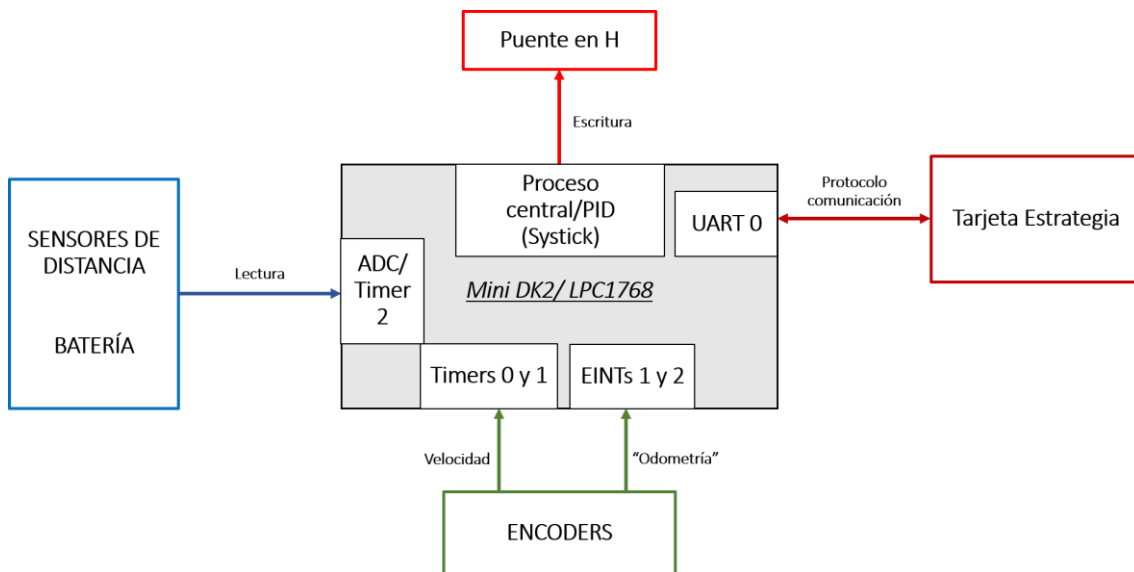 Puente en H
Escritura
Proceso
central/PID
(Systick)
UART 0
Protocolo
comunicación
Tarjeta Estrategia
SENSORES DE
DISTANCIA
BATERÍA
Lectura
ADC/
Timer
2
Mini DK2/ LPC1768
Timers 0 y 1
EINTs 1 y 2
Velocidad
“Odometría”
ENCODERS